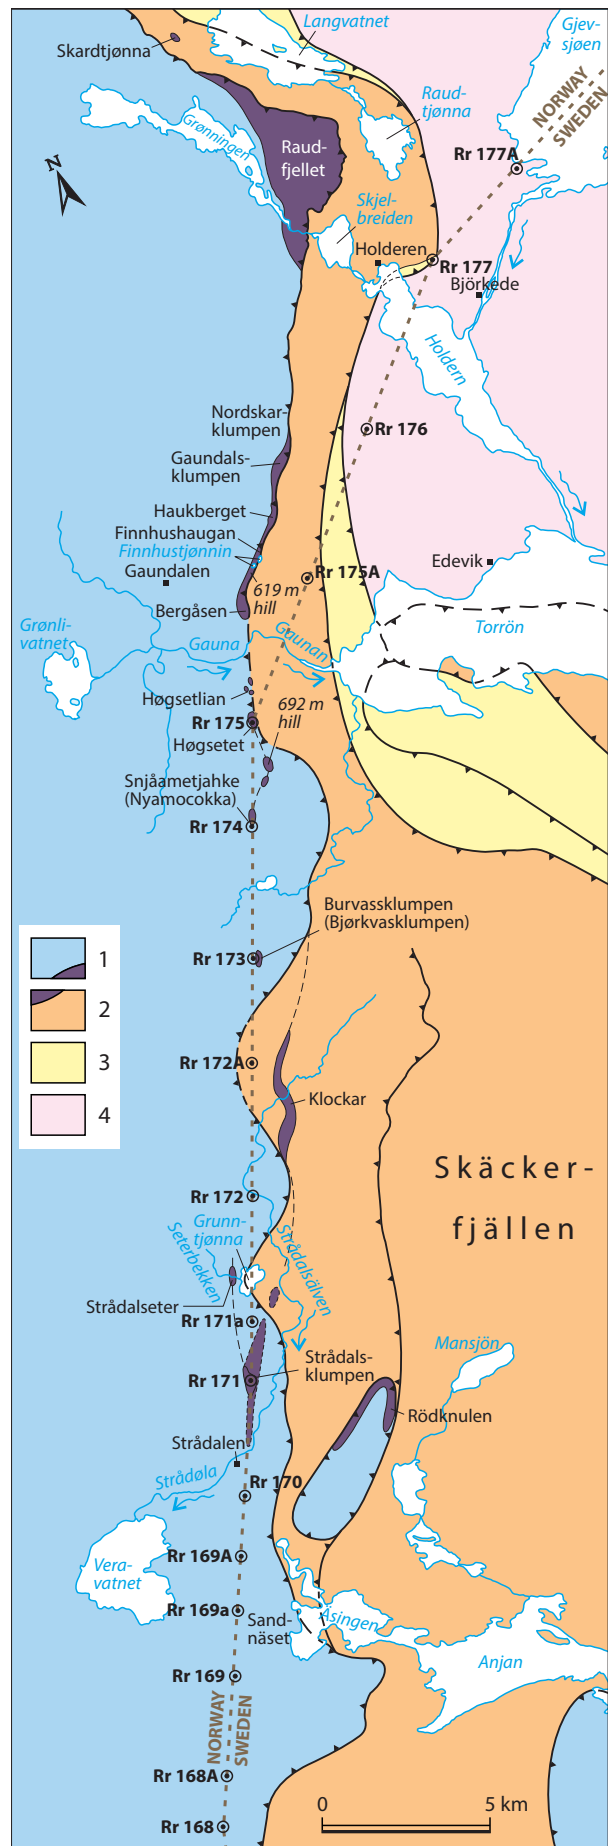 Langvatnet
Gjev-
sjøen
Skardtjønna
NORWAY
SWEDEN
Raud-
tjønna
Grønningen
Raud-
fjellet
Rr 177A
N
Skjel-
breiden
Holderen
Rr 177
Björkede
Holdern
Nordskar-
klumpen
Rr 176
Gaundals-
klumpen
Haukberget
Finnhushaugan
Finnhustjønnin
Gaundalen
Edevik
619 m
hill
Rr 175A
Bergåsen
Grønli-
vatnet
Gauna
Gaunan
Torrön
Høgsetlian
692 m
hill
Rr 175
Høgsetet
Snjåametjahke
(Nyamocokka)
Rr 174
Burvassklumpen
(Bjørkvasklumpen)
1
Rr 173
2
3
Rr 172A
4
Klockar
Skäcker-
fjällen
Rr 172
Grunn-
tjønna
Seterbekken
Strådalsälven
Strådalseter
Rr 171a
Mansjön
Strådals-
klumpen
Rr 171
Rödknulen
Strådalen
Strådøla
Rr 170
Vera-
vatnet
Rr 169A
Rr 169a
Sand-
näset
Åsingen
Anjan
Rr 169
NORWAY
SWEDEN
Rr 168A
0
5 km
Rr 168